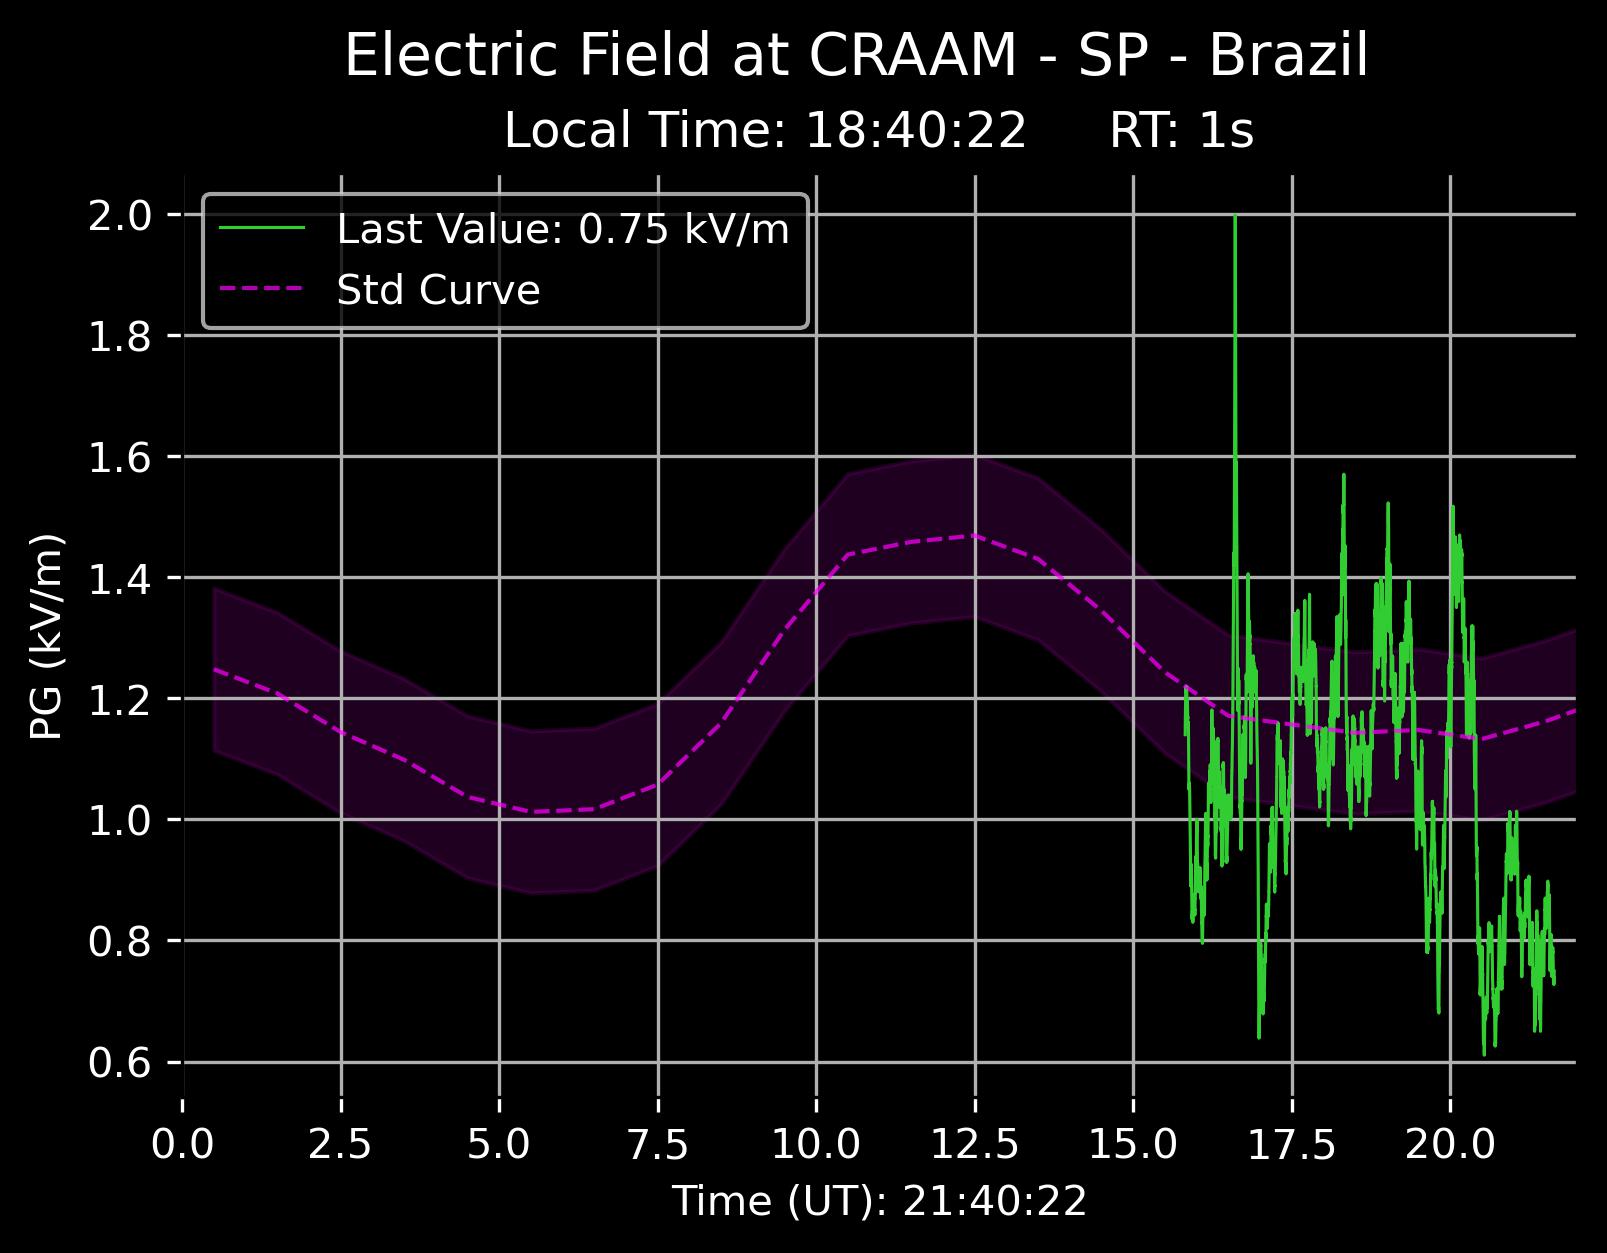 Electric Field at CRAAM - SP - Brazil
Local Time: 18:40:22 RT: 1s
Last Value: 0.75 kV/m
Std Curve
2.0
1.8
1.6
1.4
1.2
1.0
0.8
0.6
PG (kV/m)
0.0 2.5 5.0 7.5 10.0 12.5 15.0 17.5 20.0
Time (UT): 21:40:22